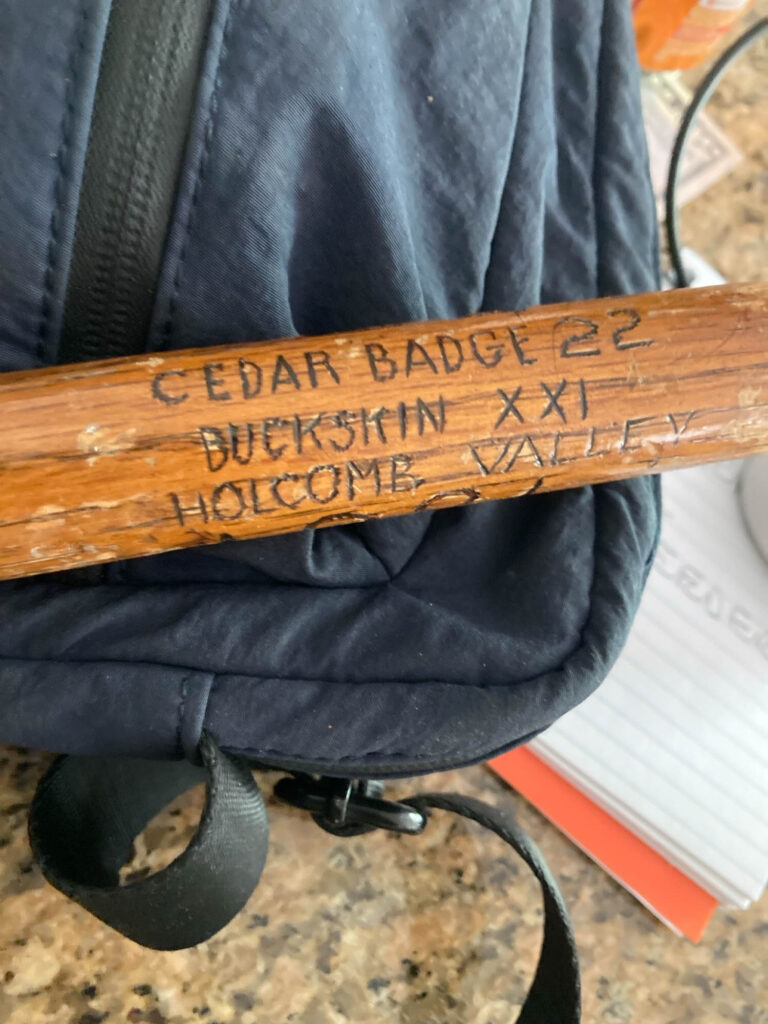 CEDAR BADGE 22
BUCKSKIN XXI
HOLCOMB VALLEY